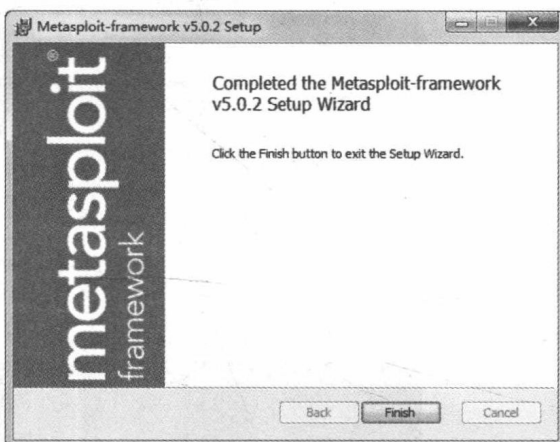 Metasploit-framework v5.0.2 Setup
metasploit®
framework
Completed the Metasploit-framework
v5.0.2 Setup Wizard
Click the Finish button to exit the Setup Wizard.
Back
Finish
Cancel